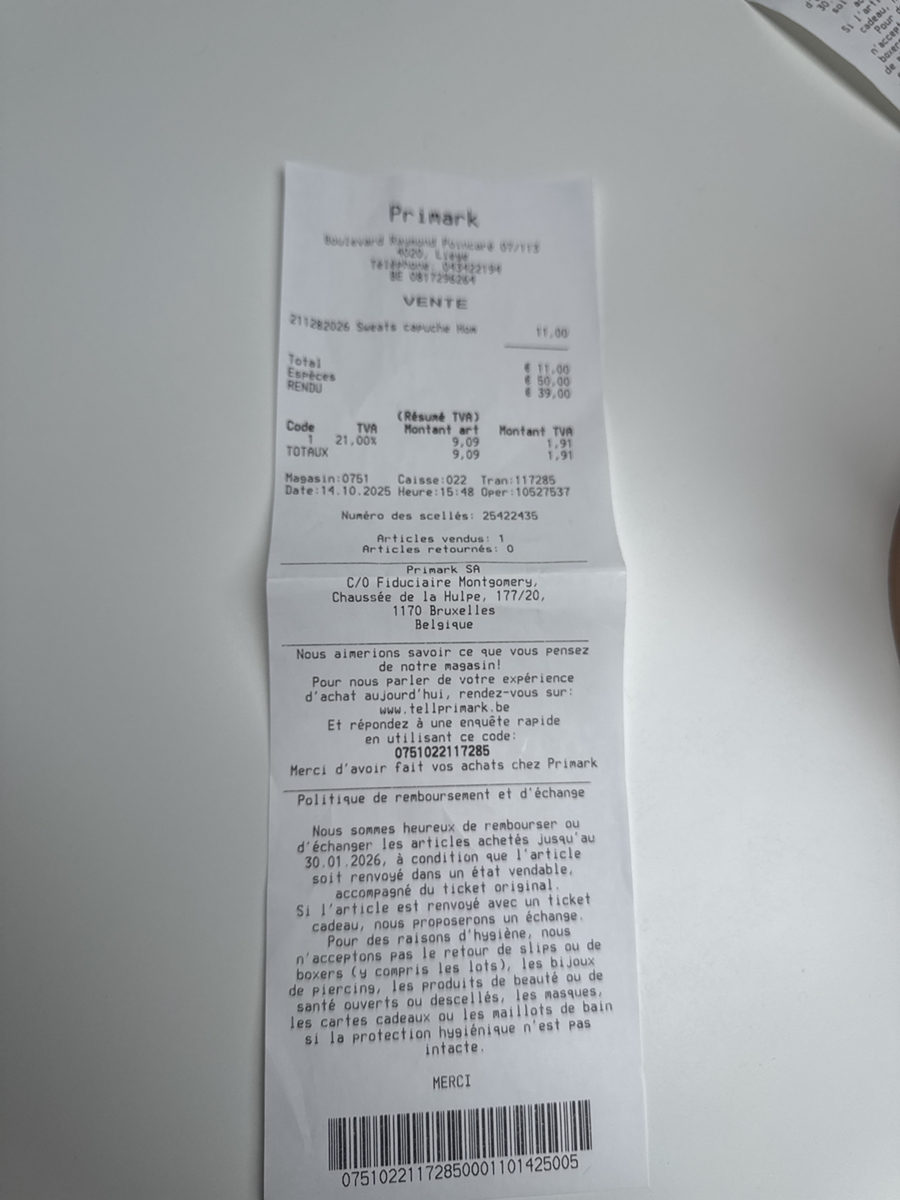 Primark
Boulevard Raymond Poincaré 07/113
4020, Liège
Téléphone. 043422194
BE 0817296264
VENTE
211282026 Sweats capuche Hom 11,00
Total € 11,00
Espèces € 50,00
RENDU € 39,00
(Résumé TVA)
Code TVA Montant art Montant TVA
1 21,00% 9,09 1,91
TOTAUX 9,09 1,91
Magasin:0751 Caisse:022 Tran:117285
Date:14.10.2025 Heure:15:48 Oper:10527537
Numéro des scellés: 25422435
Articles vendus: 1
Articles retournés: 0
Primark SA
C/O Fiduciaire Montgomery,
Chaussée de la Hulpe, 177/20,
1170 Bruxelles
Belgique
Nous aimerions savoir ce que vous pensez
de notre magasin!
Pour nous parler de votre expérience
d'achat aujourd'hui, rendez-vous sur:
www.tellprimark.be
Et répondez à une enquête rapide
en utilisant ce code:
0751022117285
Merci d'avoir fait vos achats chez Primark
Politique de remboursement et d'échange
Nous sommes heureux de rembourser ou
d'échanger les articles achetés jusqu'au
30.01.2026, à condition que l'article
soit renvoyé dans un état vendable,
accompagné du ticket original.
Si l'article est renvoyé avec un ticket
cadeau, nous proposerons un échange.
Pour des raisons d'hygiène, nous
n'acceptons pas le retour de slips ou de
boxers (y compris les lots), les bijoux
de piercing, les produits de beauté ou de
santé ouverts ou descellés, les masques,
les cartes cadeaux ou les maillots de bain
si la protection hygiénique n'est pas
intacte.
MERCI
07510221172850001101425005